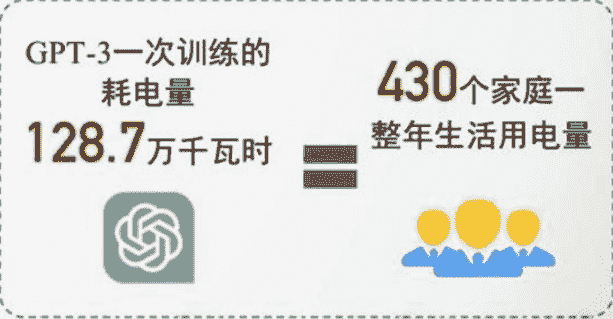 GPT-3一次训练的
耗电量
128.7万千瓦时
=
430个家庭一
整年生活用电量